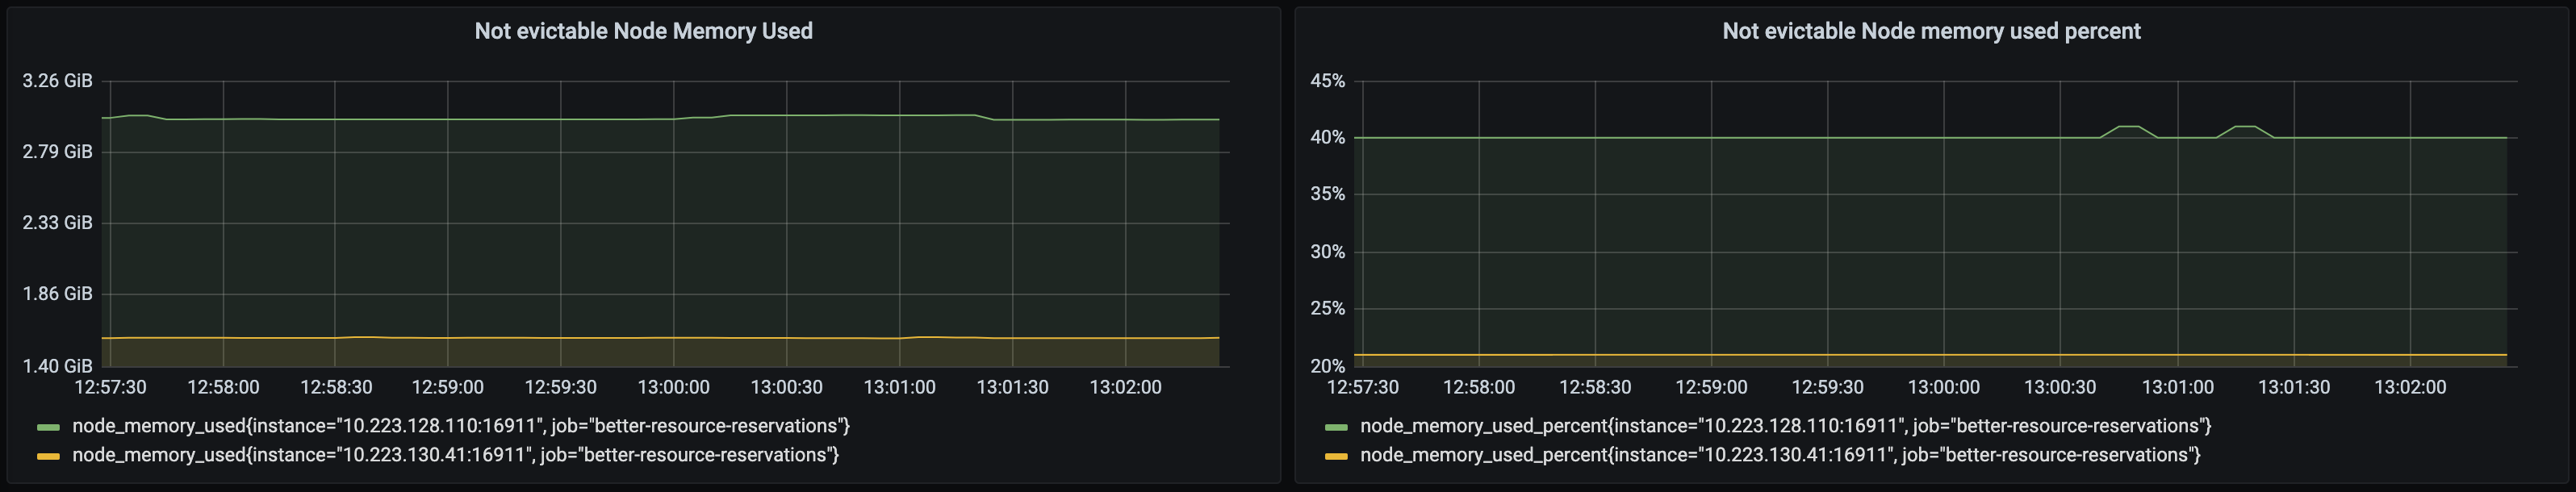 Not evictable Node Memory Used
3.26 GiB
2.79 GiB
2.33 GiB
1.86 GiB
1.40 GiB
12:57:30 12:58:00 12:58:30 12:59:00 12:59:30 13:00:00 13:00:30 13:01:00 13:01:30 13:02:00
node_memory_used{instance="10.223.128.110:16911", job="better-resource-reservations"}
node_memory_used{instance="10.223.130.41:16911", job="better-resource-reservations"}
Not evictable Node memory used percent
45%
40%
35%
30%
25%
20%
12:57:30 12:58:00 12:58:30 12:59:00 12:59:30 13:00:00 13:00:30 13:01:00 13:01:30 13:02:00
node_memory_used_percent{instance="10.223.128.110:16911", job="better-resource-reservations"}
node_memory_used_percent{instance="10.223.130.41:16911", job="better-resource-reservations"}